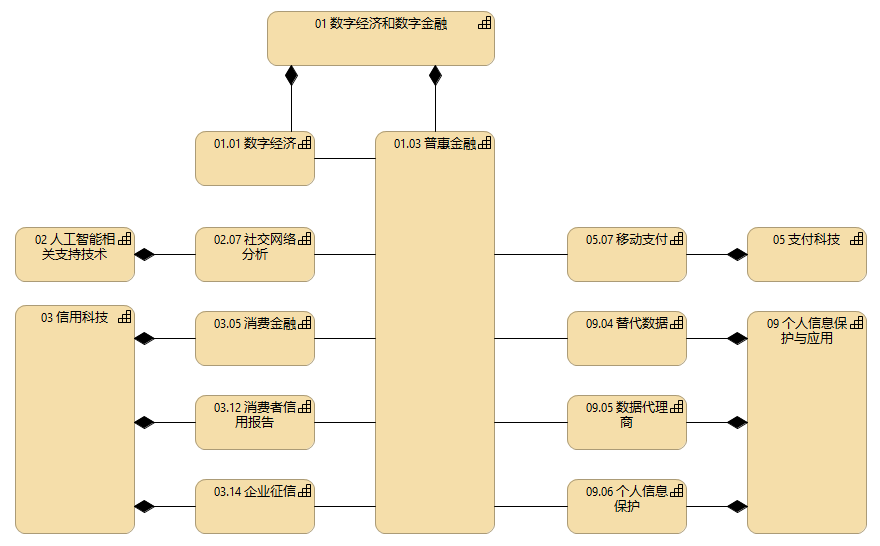 01 数字经济和数字金融
01.01 数字经济
01.03 普惠金融
02 人工智能相
关支持技术
02.07 社交网络
分析
05.07 移动支付
05 支付科技
03 信用科技
03.05 消费金融
09.04 替代数据
09 个人信息保
护与应用
03.12 消费者信
用报告
09.05 数据代理
商
03.14 企业征信
09.06 个人信息
保护